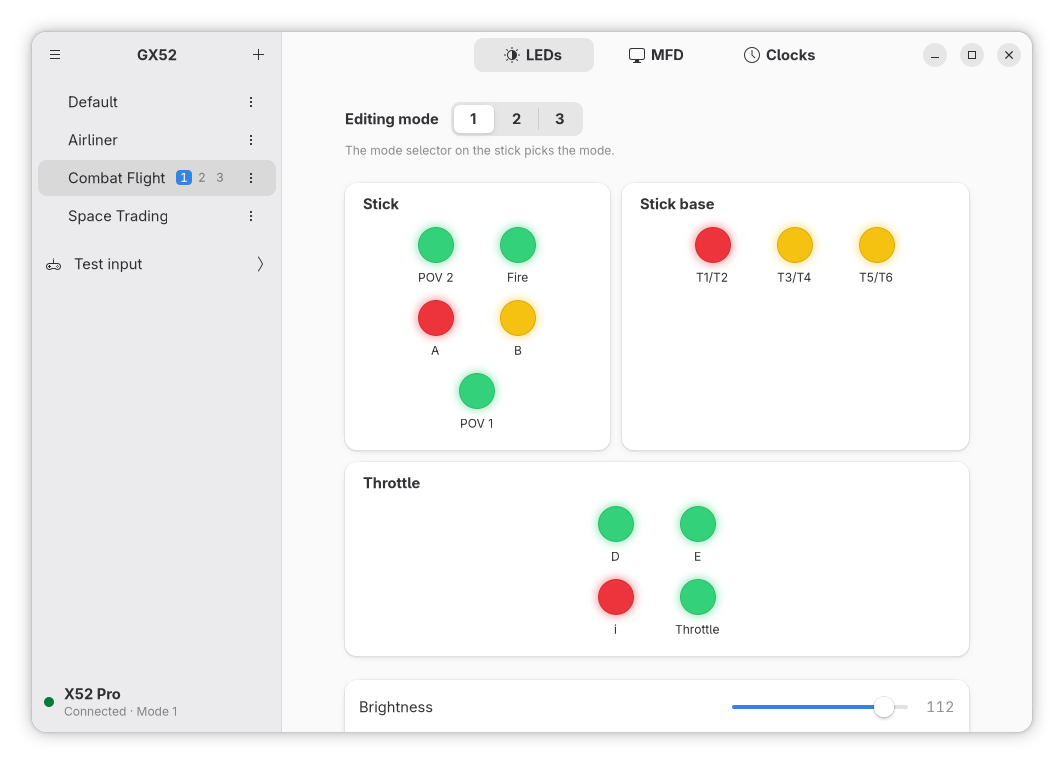 GX52
Default
Airliner
Combat Flight 1 2 3
Space Trading
Test input
X52 Pro
Connected · Mode 1
LEDs MFD Clocks
Editing mode 1 2 3
The mode selector on the stick picks the mode.
Stick
POV 2 Fire
A B
POV 1
Stick base
T1/T2 T3/T4 T5/T6
Throttle
D E
i Throttle
Brightness 112